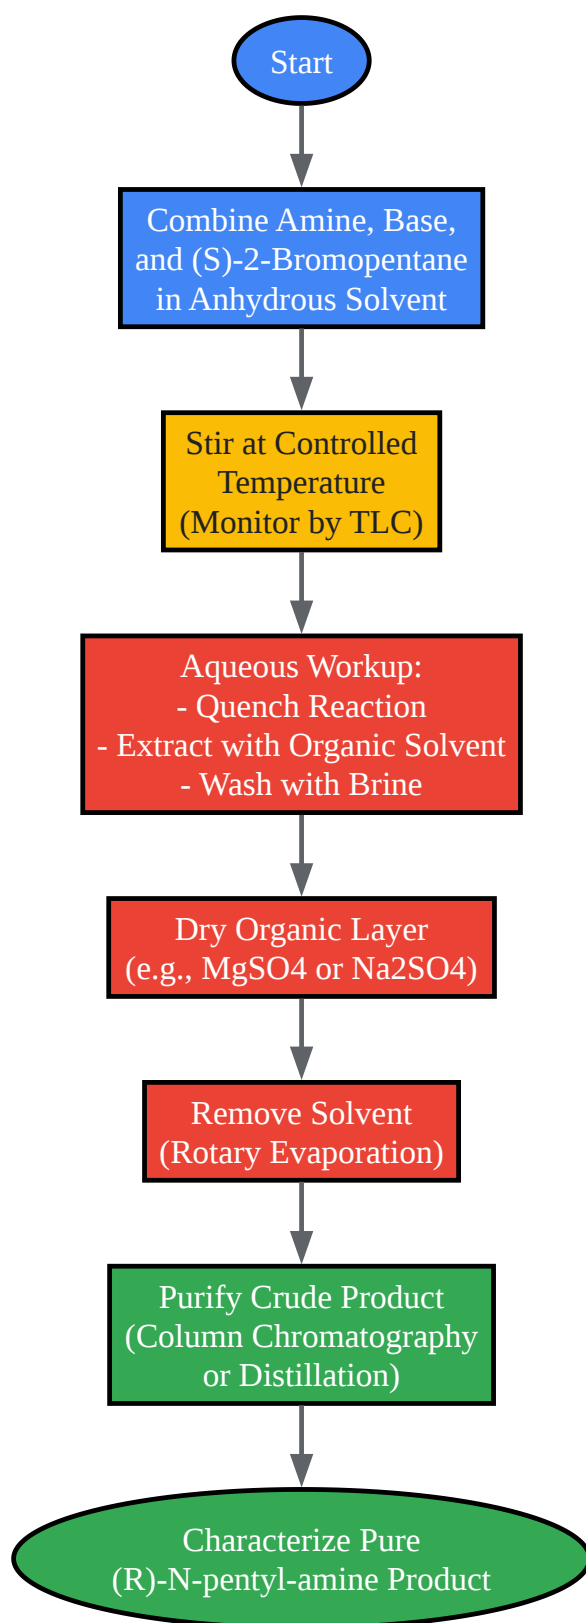 Start
Combine Amine, Base,
and (S)-2-Bromopentane
in Anhydrous Solvent
Stir at Controlled
Temperature
(Monitor by TLC)
Aqueous Workup:
- Quench Reaction
- Extract with Organic Solvent
- Wash with Brine
Dry Organic Layer
(e.g., MgSO4 or Na2SO4)
Remove Solvent
(Rotary Evaporation)
Purify Crude Product
(Column Chromatography
or Distillation)
Characterize Pure
(R)-N-pentyl-amine Product